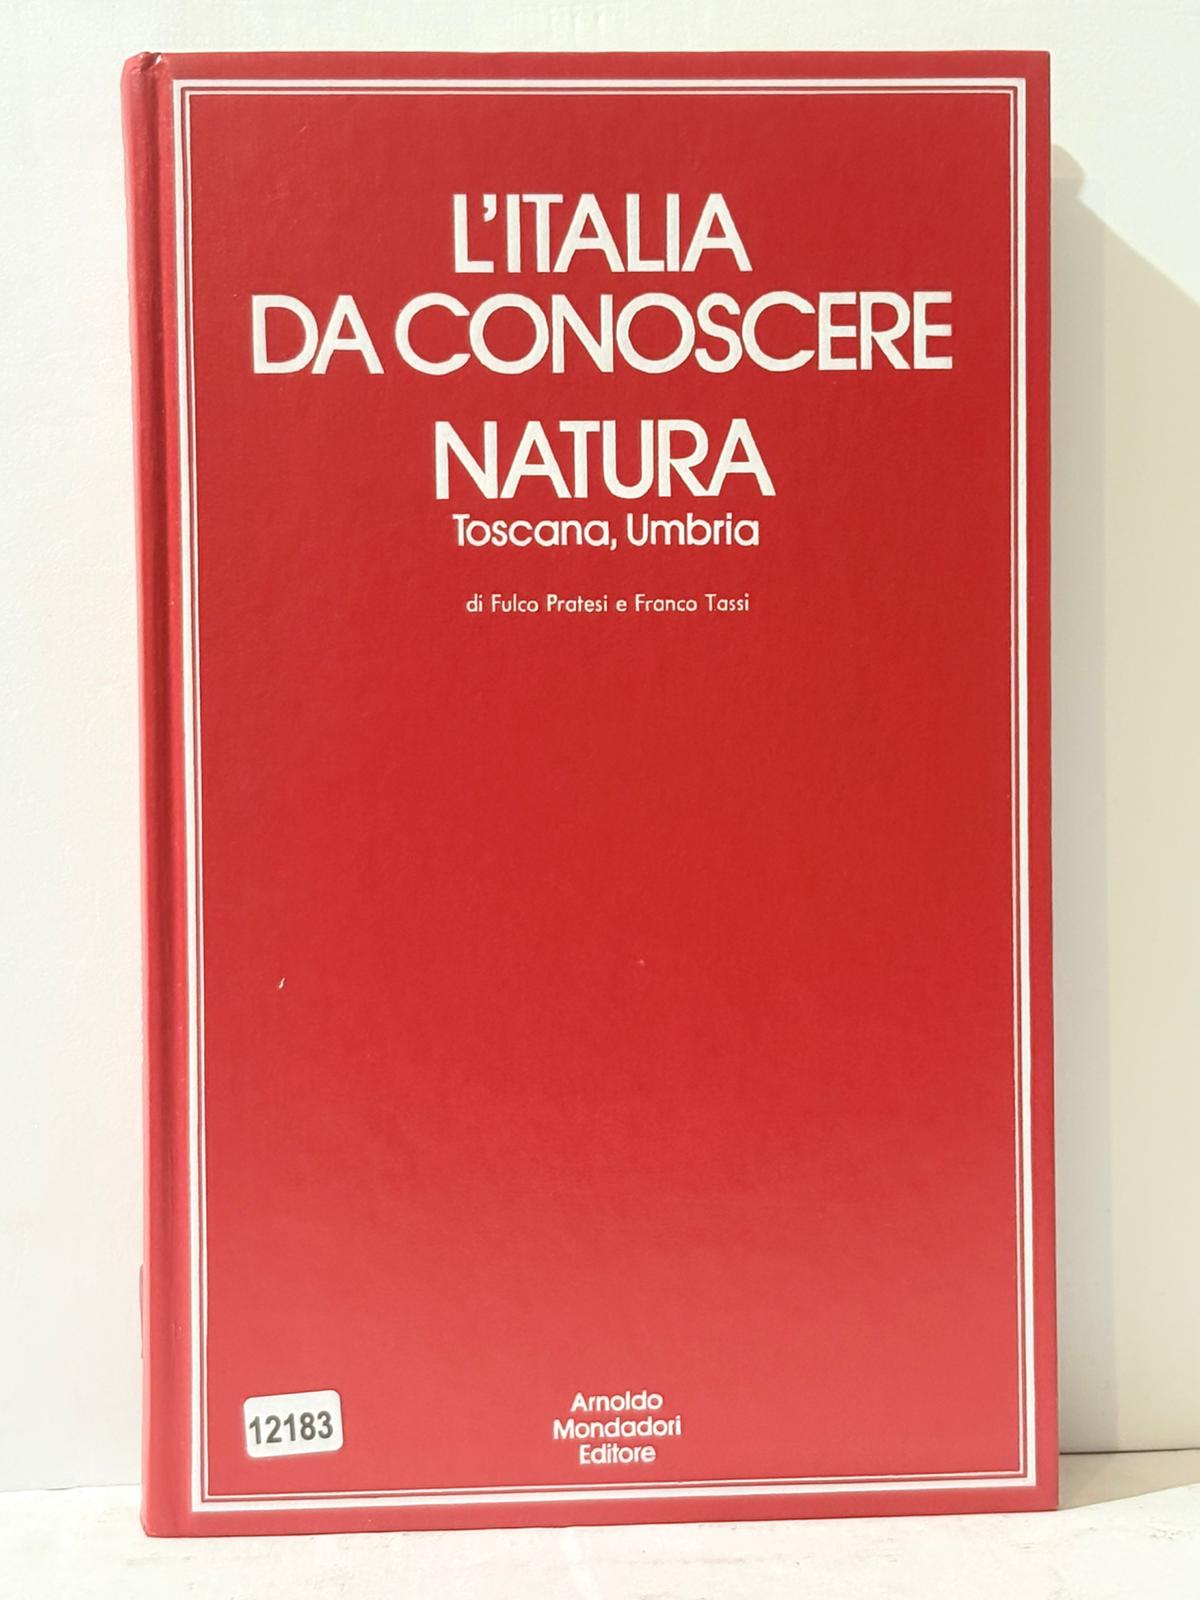 L'ITALIA
DA CONOSCERE
NATURA
Toscana, Umbria
di Fulco Pratesi e Franco Tassi
12183
Arnoldo
Mondadori
Editore